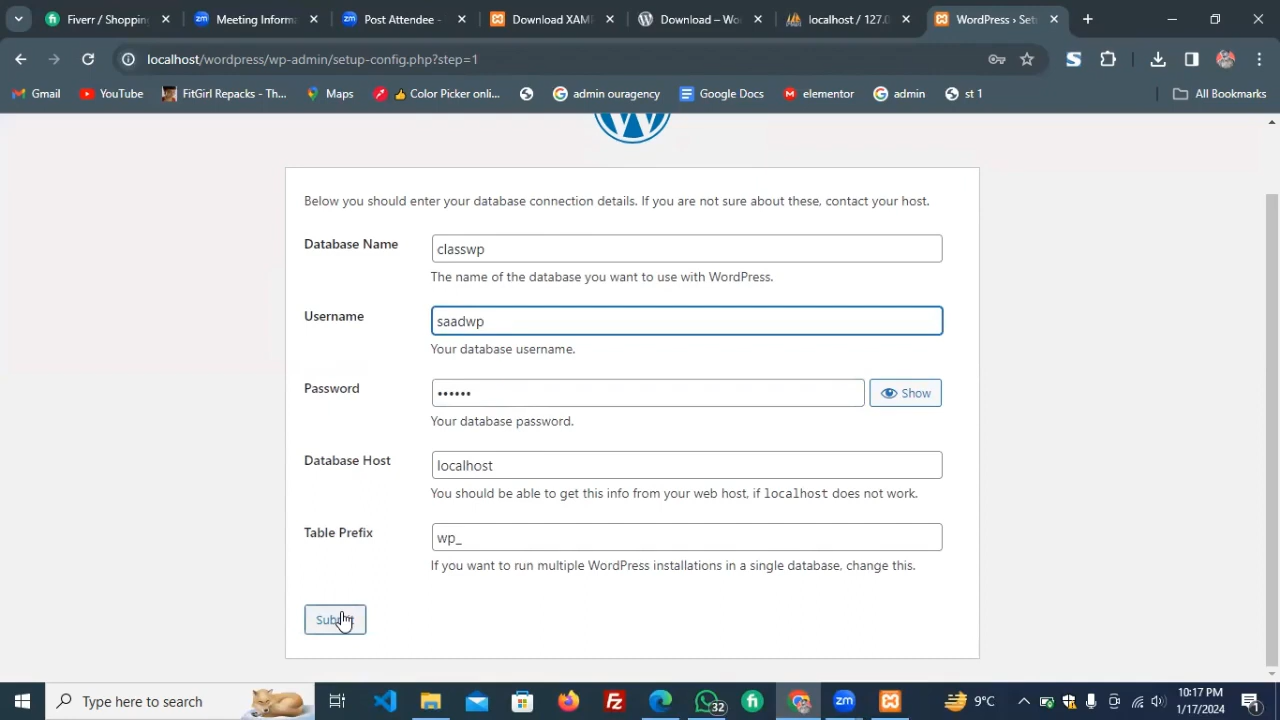 Fiverr / Shopping
Meeting Informa
Post Attendee -
Download XAM
Download – Wo
localhost / 127.0
WordPress › Set
localhost/wordpress/wp-admin/setup-config.php?step=1
Gmail
YouTube
FitGirl Repacks - Th...
Maps
Color Picker onli...
admin ouragency
Google Docs
elementor
admin
st 1
All Bookmarks
Below you should enter your database connection details. If you are not sure about these, contact your host.
Database Name
classwp
The name of the database you want to use with WordPress.
Username
saadwp
Your database username.
Password
••••••
Show
Your database password.
Database Host
localhost
You should be able to get this info from your web host, if localhost does not work.
Table Prefix
wp_
If you want to run multiple WordPress installations in a single database, change this.
Submit
Type here to search
32
9°C
10:17 PM
1/17/2024
1